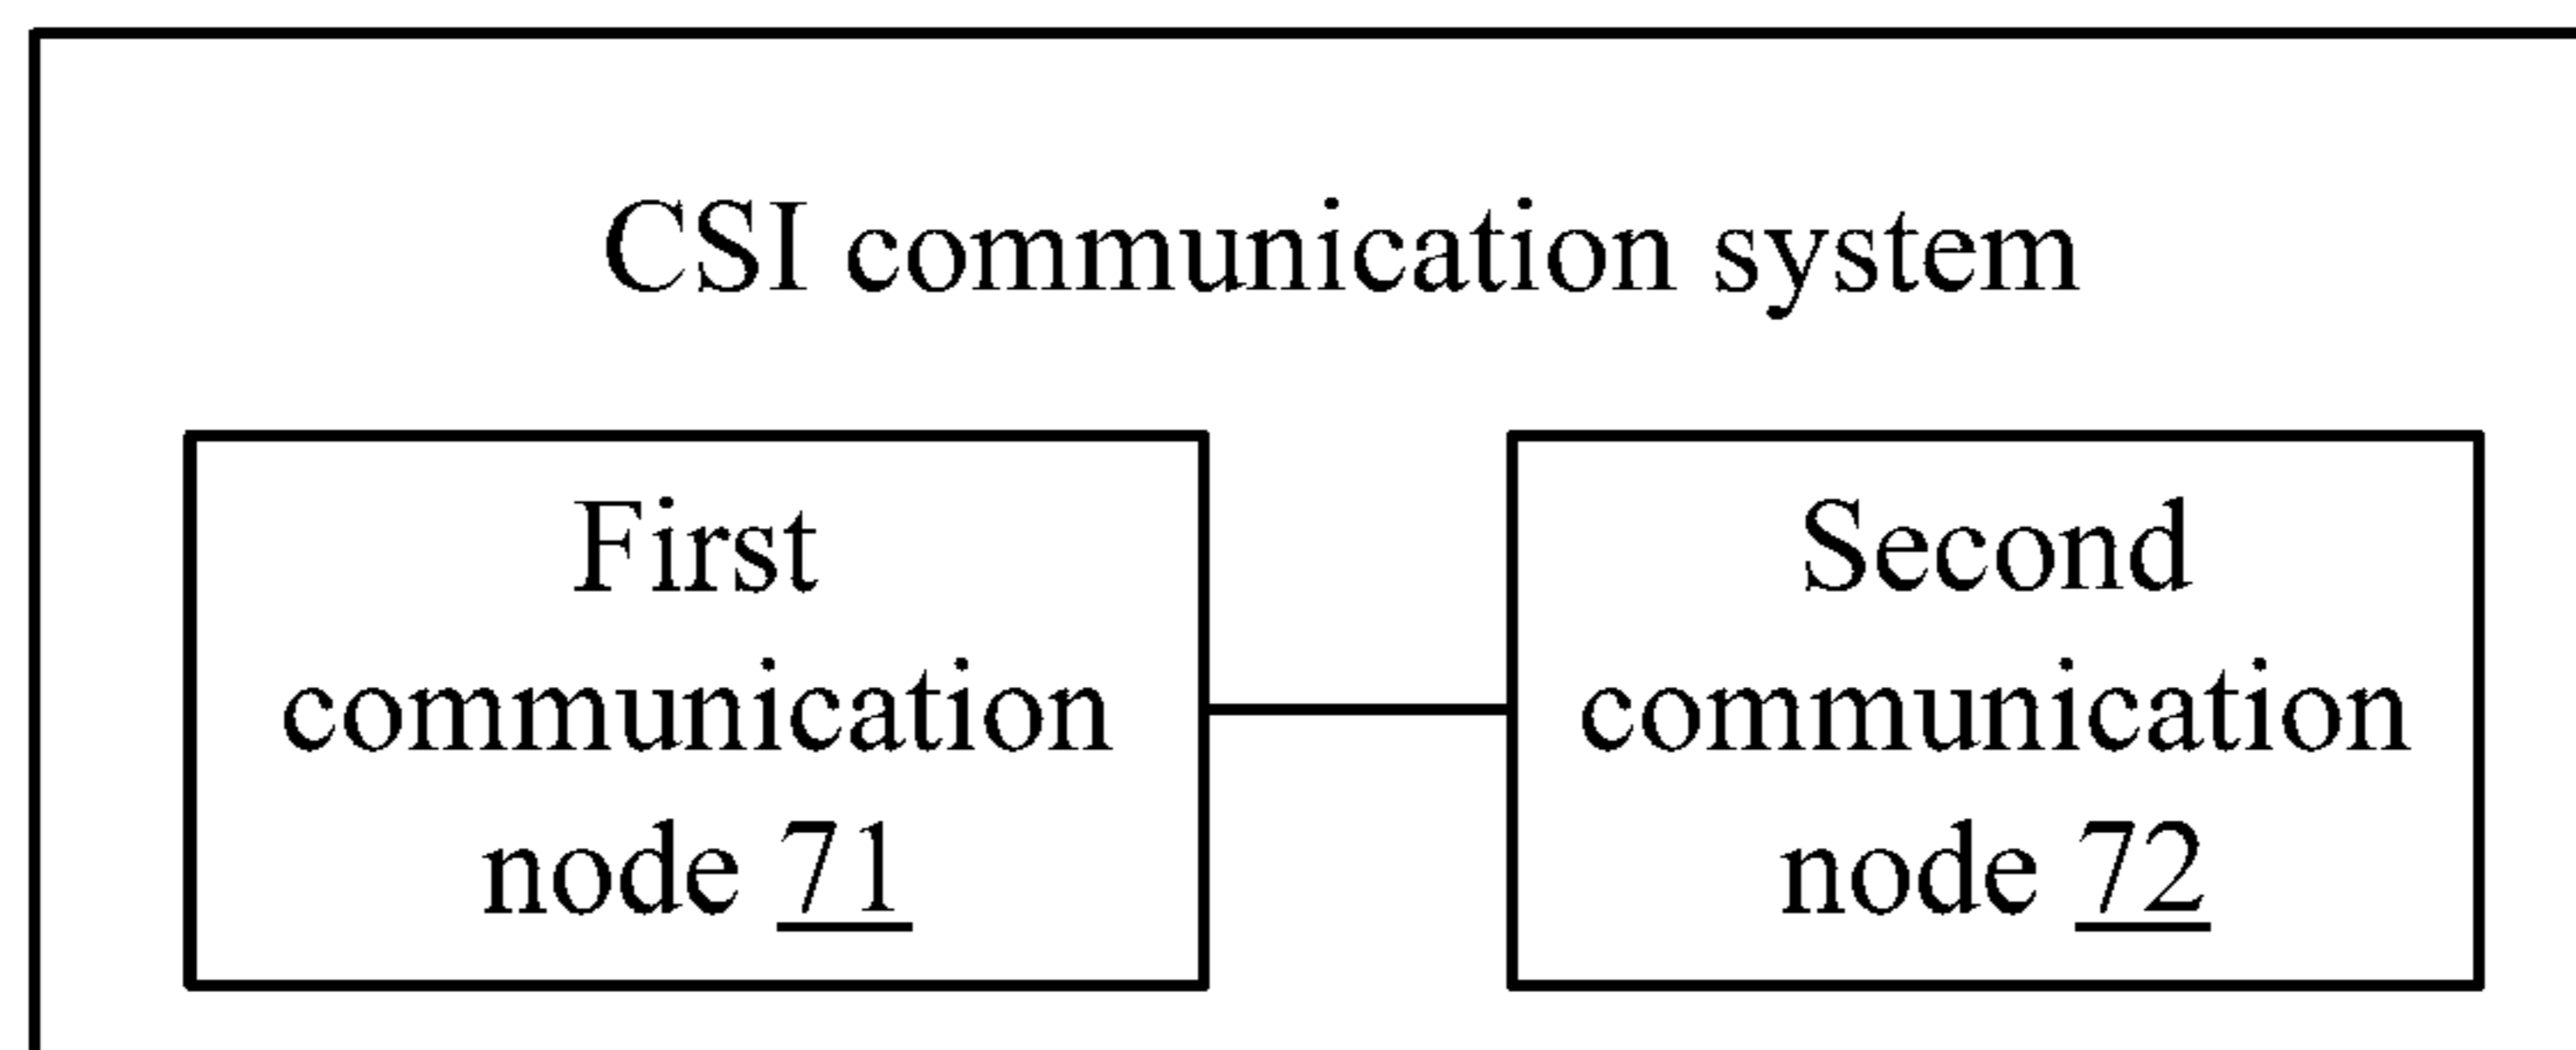 CSI communication system
First
communication
node 71
Second
communication
node 72